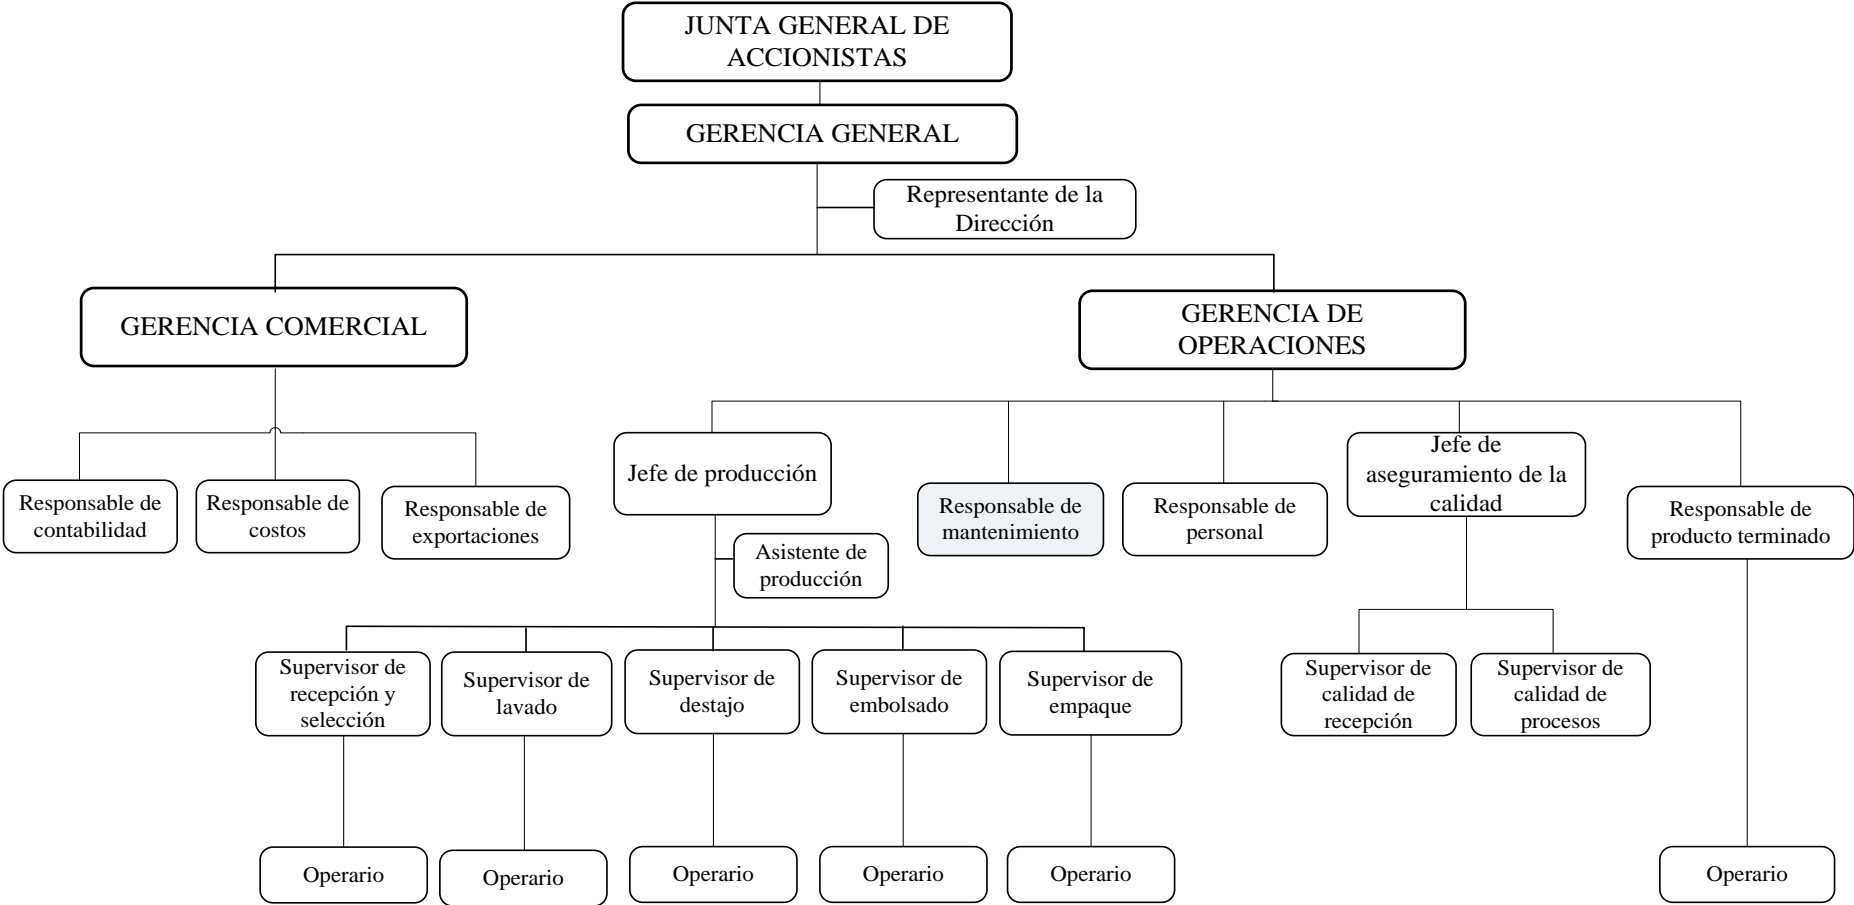 JUNTA GENERAL DE
ACCIONISTAS
GERENCIA GENERAL
Representante de la
Dirección
GERENCIA COMERCIAL
GERENCIA DE
OPERACIONES
Responsable de
contabilidad
Responsable de
costos
Responsable de
exportaciones
Jefe de producción
Responsable de
mantenimiento
Responsable de
personal
Jefe de
aseguramiento de la
calidad
Responsable de
producto terminado
Asistente de
producción
Supervisor de
recepción y
selección
Supervisor de
lavado
Supervisor de
destajo
Supervisor de
embolsado
Supervisor de
empaque
Supervisor de
calidad de
recepción
Supervisor de
calidad de
procesos
Operario
Operario
Operario
Operario
Operario
Operario